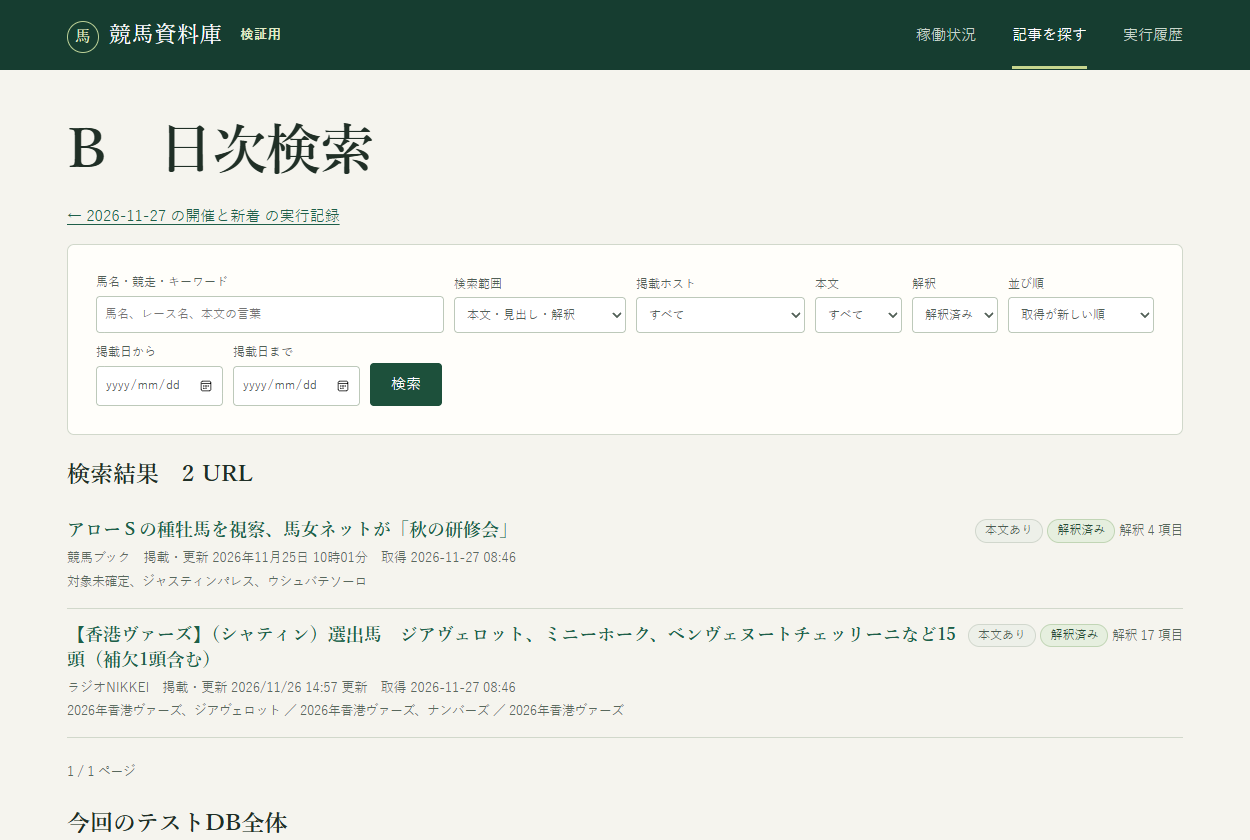 馬 競馬資料庫 検証用 稼働状況 記事を探す 実行履歴
B 日次検索
← 2026-11-27 の開催と新着 の実行記録
馬名・競走・キーワード 検索範囲 掲載ホスト 本文 解釈 並び順
馬名、レース名、本文の言葉 本文・見出し・解釈 すべて すべて 解釈済み 取得が新しい順
掲載日から 掲載日まで
yyyy/mm/dd yyyy/mm/dd 検索
検索結果 2 URL
アローＳの種牡馬を視察、馬女ネットが「秋の研修会」 本文あり 解釈済み 解釈 4 項目
競馬ブック 掲載・更新 2026年11月25日 10時01分 取得 2026-11-27 08:46
対象未確定、ジャスティンパレス、ウシュバテソーロ
【香港ヴァーズ】（シャティン）選出馬 ジアヴェロット、ミニーホーク、ベンヴェヌートチェッリーニなど15 本文あり 解釈済み 解釈 17 項目
頭（補欠1頭含む）
ラジオNIKKEI 掲載・更新 2026/11/26 14:57 更新 取得 2026-11-27 08:46
2026年香港ヴァーズ、ジアヴェロット ／ 2026年香港ヴァーズ、ナンバーズ ／ 2026年香港ヴァーズ
1 / 1 ページ
今回のテストDB全体